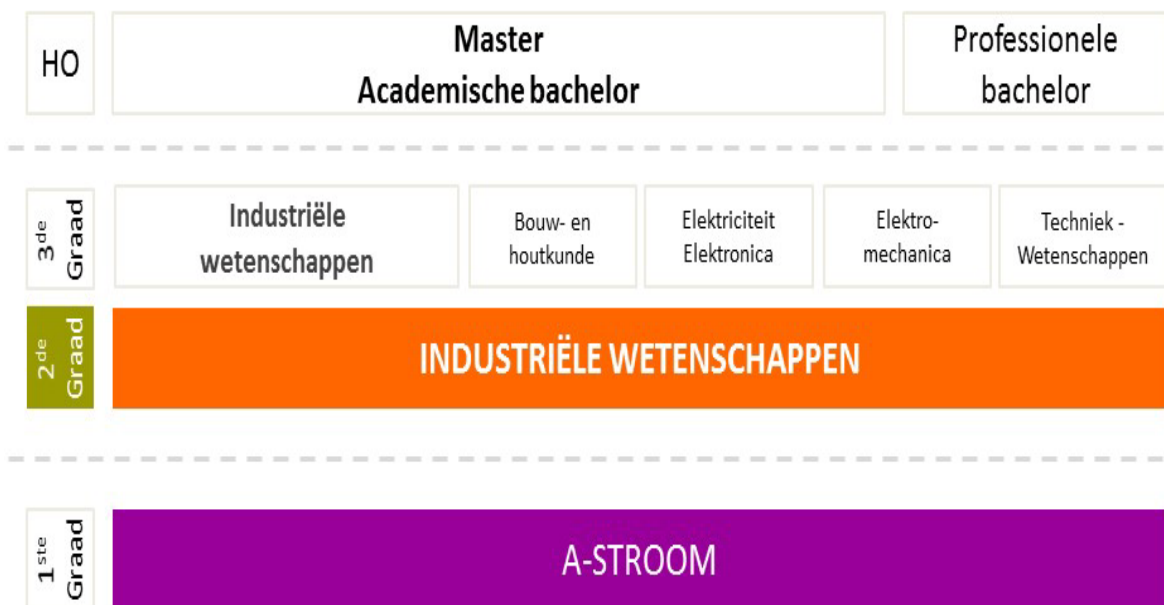 HO
Master
Academische bachelor
Professionele
bachelor
3de
Graad
Industriële
wetenschappen
Bouw- en
houtkunde
Elektriciteit
Elektronica
Elektro-
mechanica
Techniek -
Wetenschappen
2de
Graad
INDUSTRIËLE WETENSCHAPPEN
1ste
Graad
A-STROOM